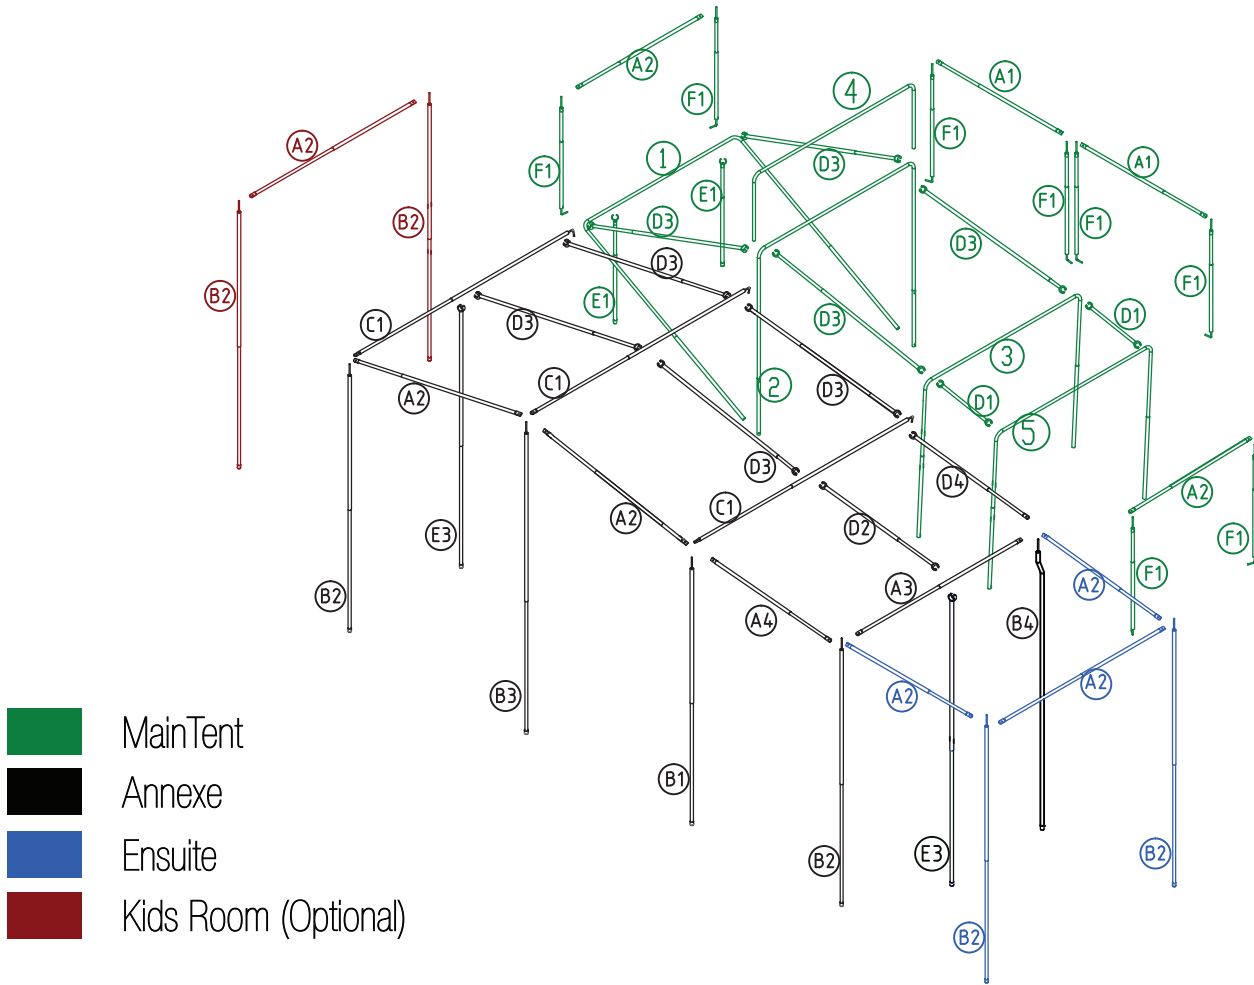 A2
F1
A1
4
F1
A2
1
D3
A1
F1
E1
F1
F1
B2
D3
D3
F1
B2
D3
E1
D3
D1
C1
D3
3
A2
C1
2
D3
D1
5
D3
D4
A2
A2
C1
D2
E3
F1
F1
A3
A2
B2
A4
B4
B3
A2
A2
B1
B2
E3
B2
B2
MainTent
Annexe
Ensuite
Kids Room (Optional)